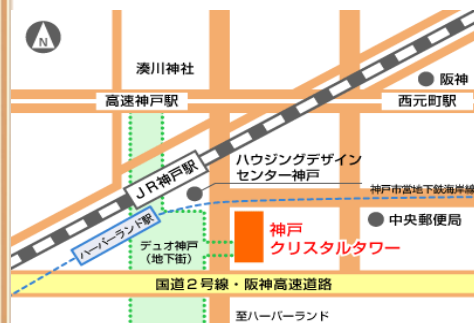 N
湊川神社
阪神
高速神戸駅
西元町駅
JR神戸駅
ハウジングデザイン
センター神戸
神戸市営地下鉄海岸線
ハーバーランド駅
中央郵便局
神戸
クリスタルタワー
デュオ神戸
(地下街)
国道2号線・阪神高速道路
至ハーバーランド